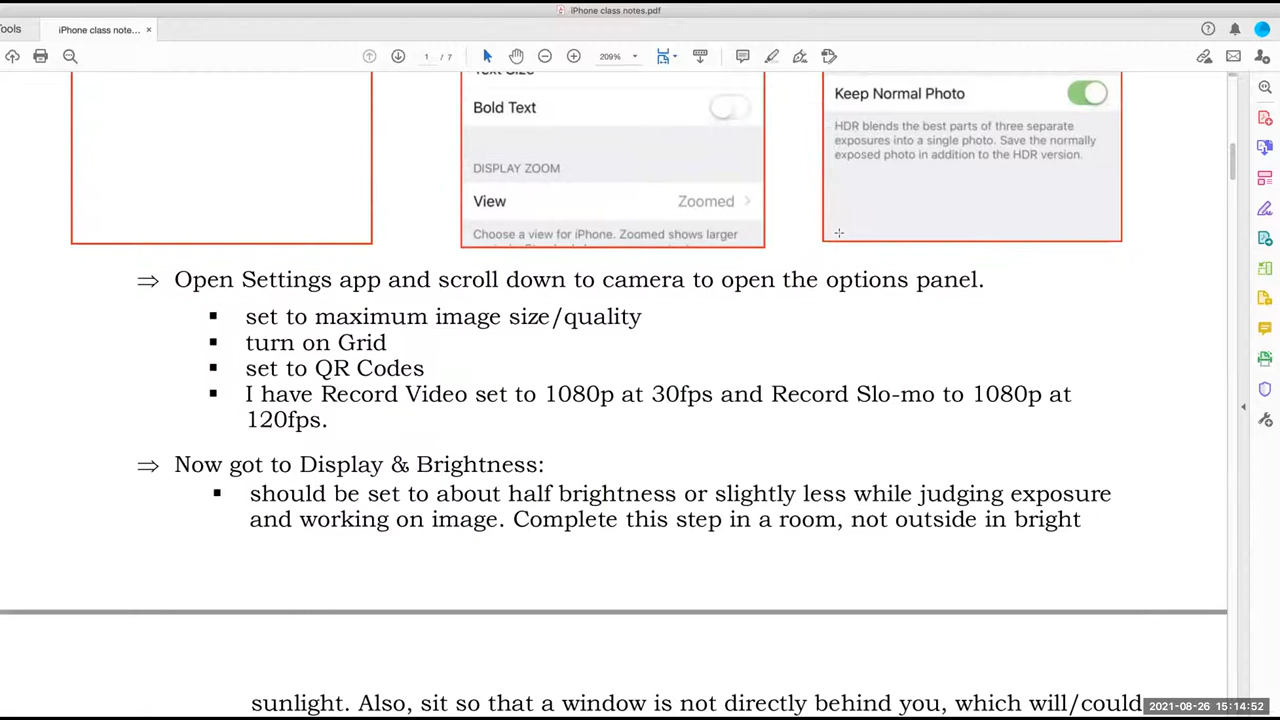 iPhone class notes.pdf
ools
iPhone class note... ×
1 / 7
209%
Text Size
Bold Text
DISPLAY ZOOM
View Zoomed >
Choose a view for iPhone. Zoomed shows larger
Keep Normal Photo
HDR blends the best parts of three separate
exposures into a single photo. Save the normally
exposed photo in addition to the HDR version.
⇒ Open Settings app and scroll down to camera to open the options panel.
▪ set to maximum image size/quality
▪ turn on Grid
▪ set to QR Codes
▪ I have Record Video set to 1080p at 30fps and Record Slo-mo to 1080p at
120fps.
⇒ Now got to Display & Brightness:
▪ should be set to about half brightness or slightly less while judging exposure
and working on image. Complete this step in a room, not outside in bright
sunlight. Also, sit so that a window is not directly behind you, which will/could
2021-08-26 15:14:52